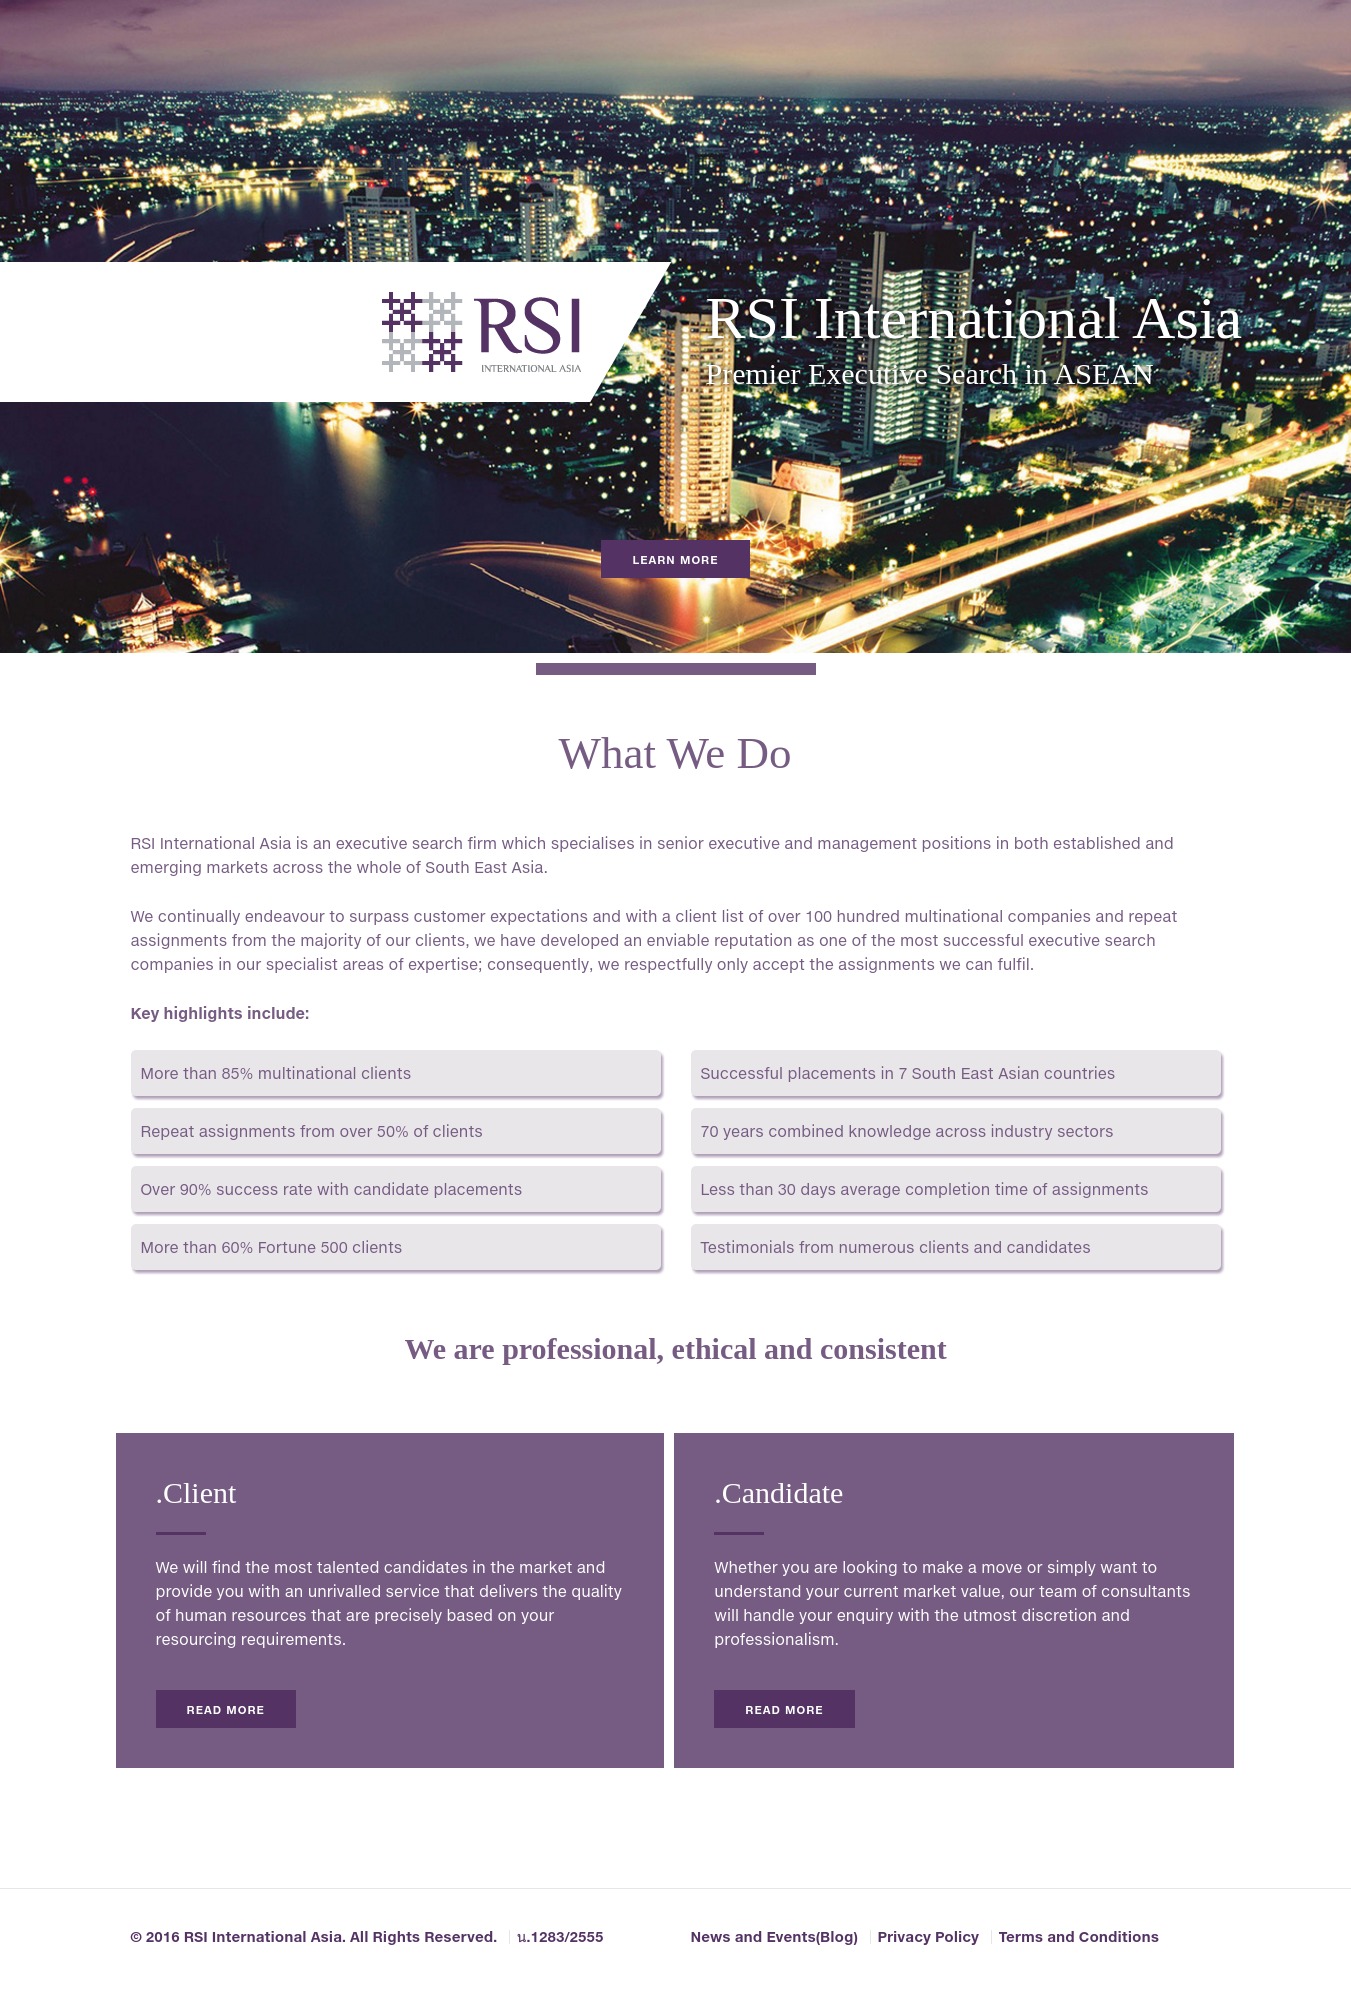 RSI
INTERNATIONAL ASIA
RSI International Asia
Premier Executive Search in ASEAN
LEARN MORE
What We Do
RSI International Asia is an executive search firm which specialises in senior executive and management positions in both established and
emerging markets across the whole of South East Asia.
We continually endeavour to surpass customer expectations and with a client list of over 100 hundred multinational companies and repeat
assignments from the majority of our clients, we have developed an enviable reputation as one of the most successful executive search
companies in our specialist areas of expertise; consequently, we respectfully only accept the assignments we can fulfil.
Key highlights include:
More than 85% multinational clients
Successful placements in 7 South East Asian countries
Repeat assignments from over 50% of clients
70 years combined knowledge across industry sectors
Over 90% success rate with candidate placements
Less than 30 days average completion time of assignments
More than 60% Fortune 500 clients
Testimonials from numerous clients and candidates
We are professional, ethical and consistent
.Client
We will find the most talented candidates in the market and
provide you with an unrivalled service that delivers the quality
of human resources that are precisely based on your
resourcing requirements.
READ MORE
.Candidate
Whether you are looking to make a move or simply want to
understand your current market value, our team of consultants
will handle your enquiry with the utmost discretion and
professionalism.
READ MORE
© 2016 RSI International Asia. All Rights Reserved. น.1283/2555
News and Events(Blog) Privacy Policy Terms and Conditions